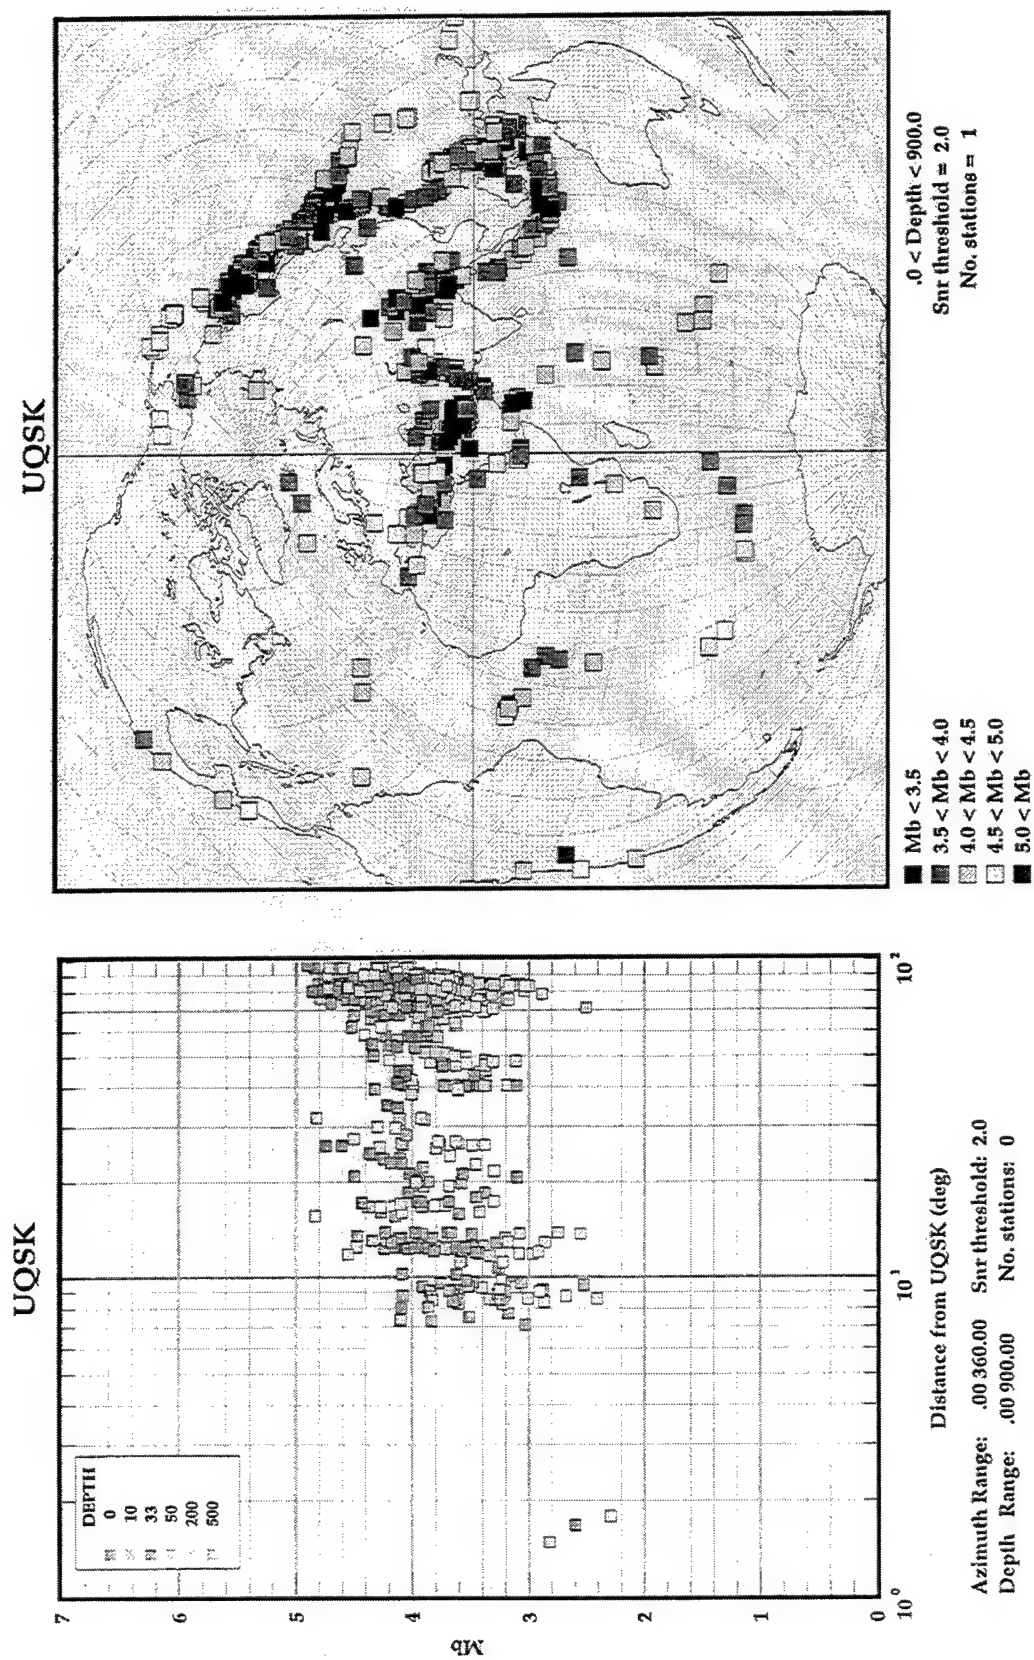 UQSK
7
6
5
4
3
2
1
0
Mb
DEPTH
0
10
33
50
200
500
10⁰
10¹
10²
Distance from UQSK (deg)
Azimuth Range: .00 360.00 Snr threshold: 2.0
Depth Range: .00 900.00 No. stations: 0
UQSK
Mb < 3.5
3.5 < Mb < 4.0
4.0 < Mb < 4.5
4.5 < Mb < 5.0
5.0 < Mb
.0 < Depth < 900.0
Snr threshold = 2.0
No. stations = 1